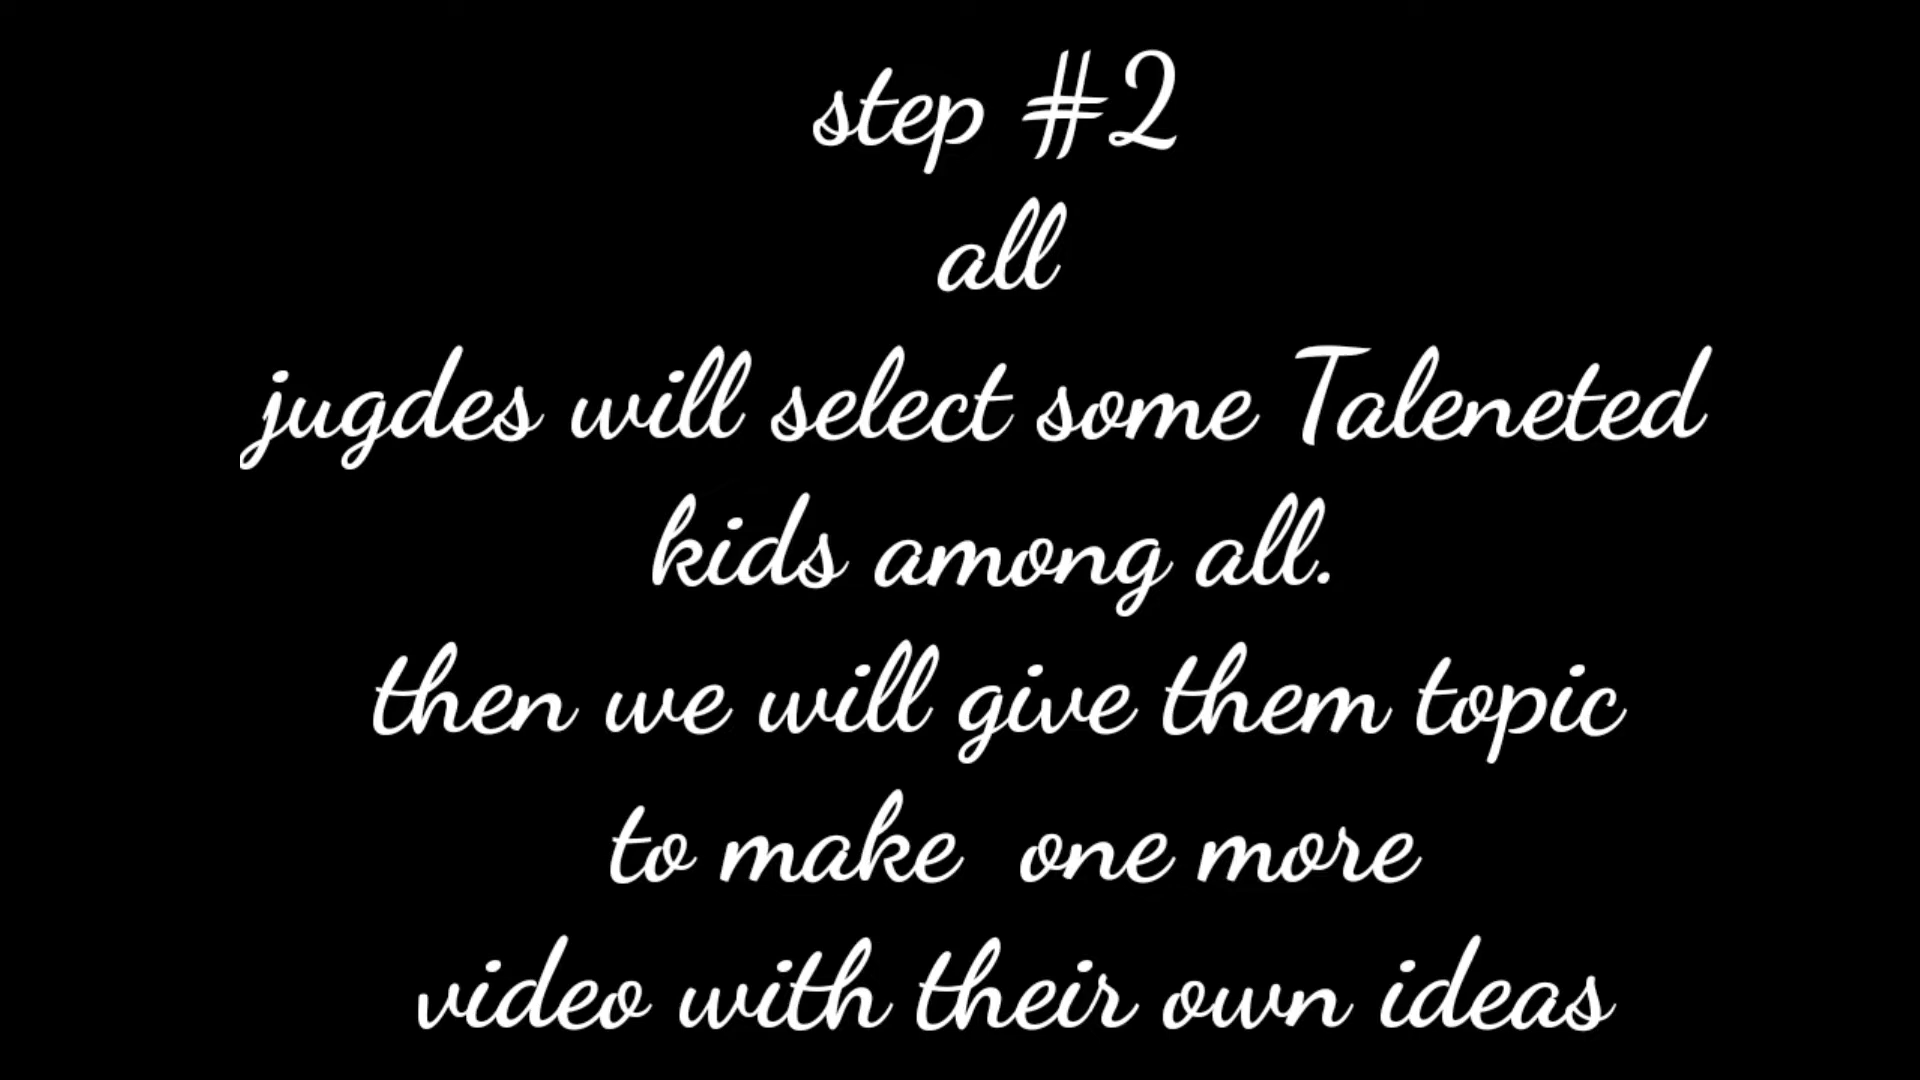 step #2
all
jugdes will select some Taleneted
kids among all.
then we will give them topic
to make  one more
video with their own ideas